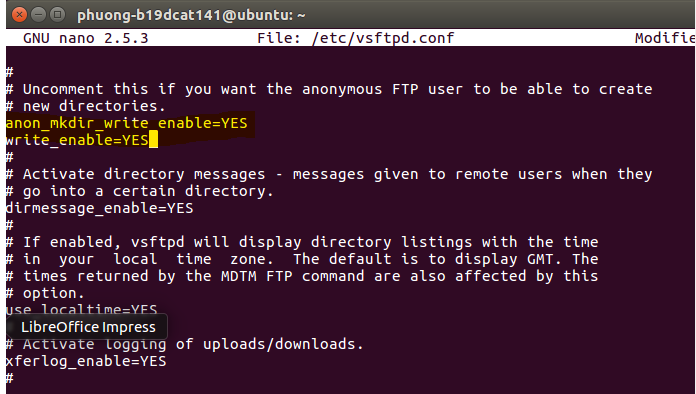 phuong-b19dcat141@ubuntu: ~
GNU nano 2.5.3 File: /etc/vsftpd.conf Modifie
#
# Uncomment this if you want the anonymous FTP user to be able to create
# new directories.
anon_mkdir_write_enable=YES
write_enable=YES
#
# Activate directory messages - messages given to remote users when they
# go into a certain directory.
dirmessage_enable=YES
#
# If enabled, vsftpd will display directory listings with the time
# in  your  local  time  zone.  The default is to display GMT. The
# times returned by the MDTM FTP command are also affected by this
# option.
use_localtime=YES
LibreOffice Impress
# Activate logging of uploads/downloads.
xferlog_enable=YES
#